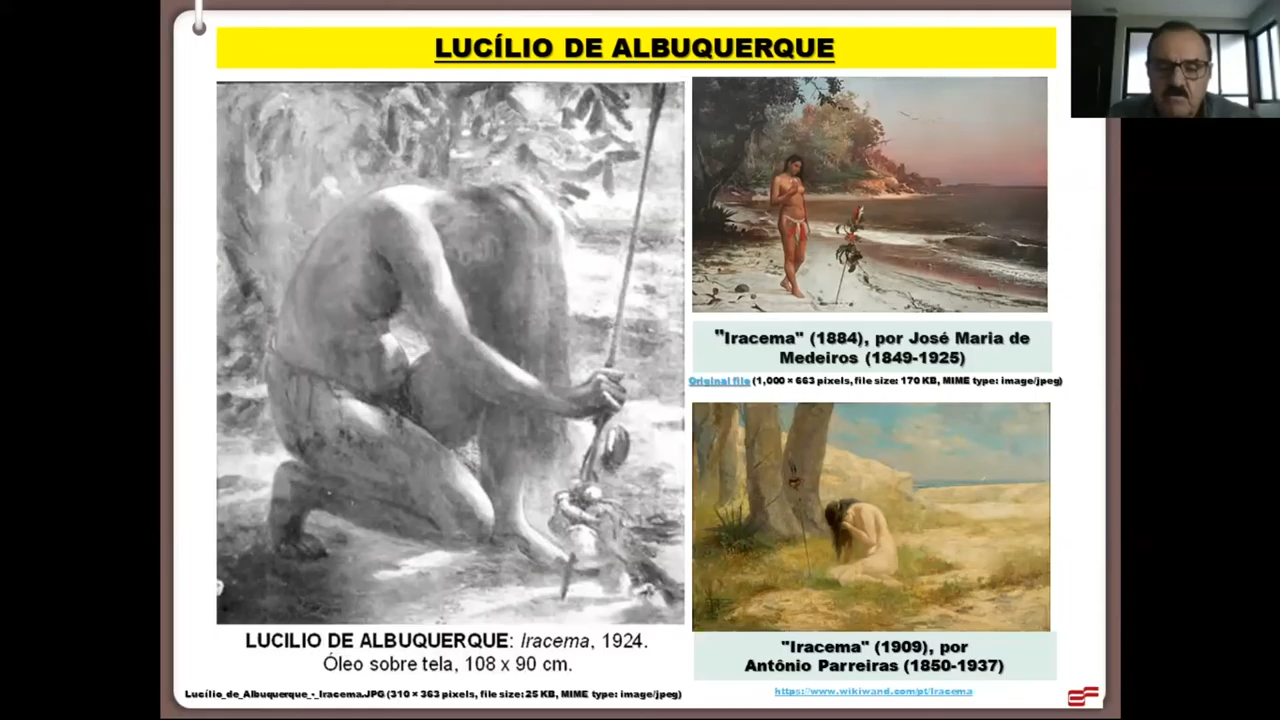 LUCÍLIO DE ALBUQUERQUE
LUCILIO DE ALBUQUERQUE: Iracema, 1924.
Óleo sobre tela, 108 x 90 cm.
Lucílio_de_Albuquerque_-_Iracema.JPG (310 × 363 pixels, file size: 25 KB, MIME type: image/jpeg)
"Iracema" (1884), por José Maria de
Medeiros (1849-1925)
Original file (1,000 × 663 pixels, file size: 170 KB, MIME type: image/jpeg)
"Iracema" (1909), por
Antônio Parreiras (1850-1937)
https://www.wikiwand.com/pt/Iracema